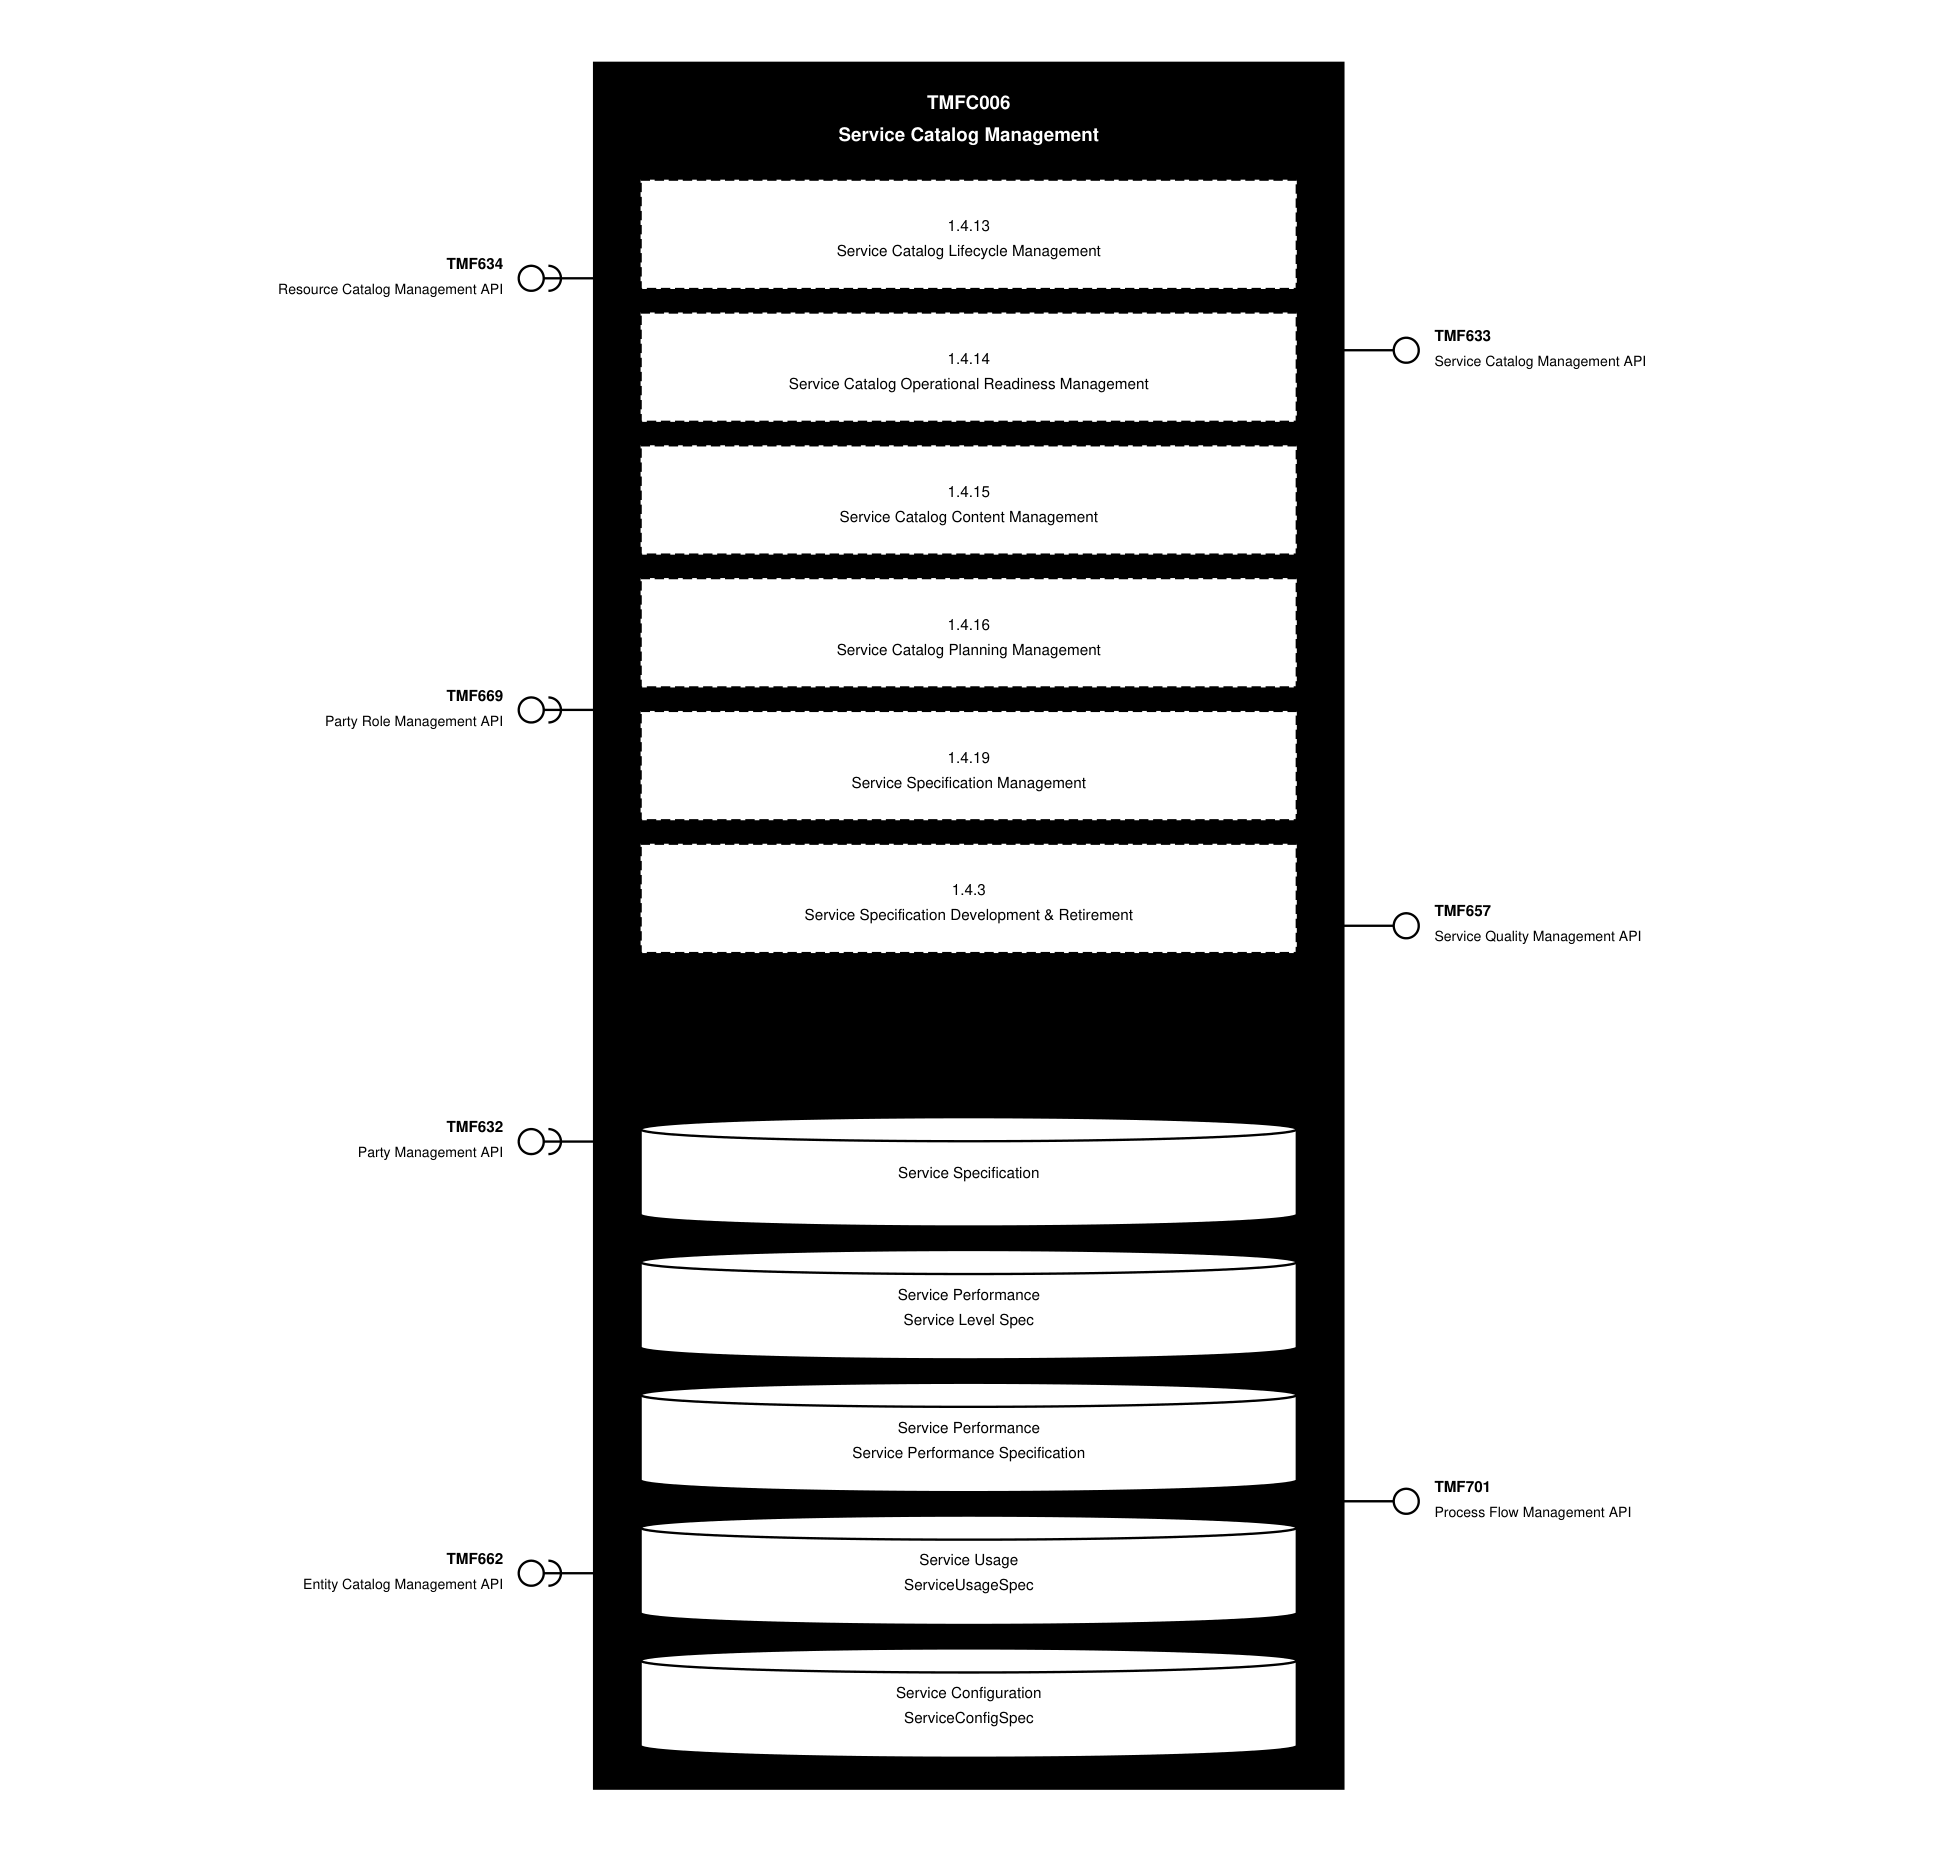 TMFC006
Service Catalog Management
1.4.13
Service Catalog Lifecycle Management
TMF634
Resource Catalog Management API
TMF633
Service Catalog Management API
1.4.14
Service Catalog Operational Readiness Management
1.4.15
Service Catalog Content Management
1.4.16
Service Catalog Planning Management
TMF669
Party Role Management API
1.4.19
Service Specification Management
1.4.3
Service Specification Development & Retirement
TMF657
Service Quality Management API
TMF632
Party Management API
Service Specification
Service Performance
Service Level Spec
Service Performance
Service Performance Specification
TMF701
Process Flow Management API
TMF662
Entity Catalog Management API
Service Usage
ServiceUsageSpec
Service Configuration
ServiceConfigSpec